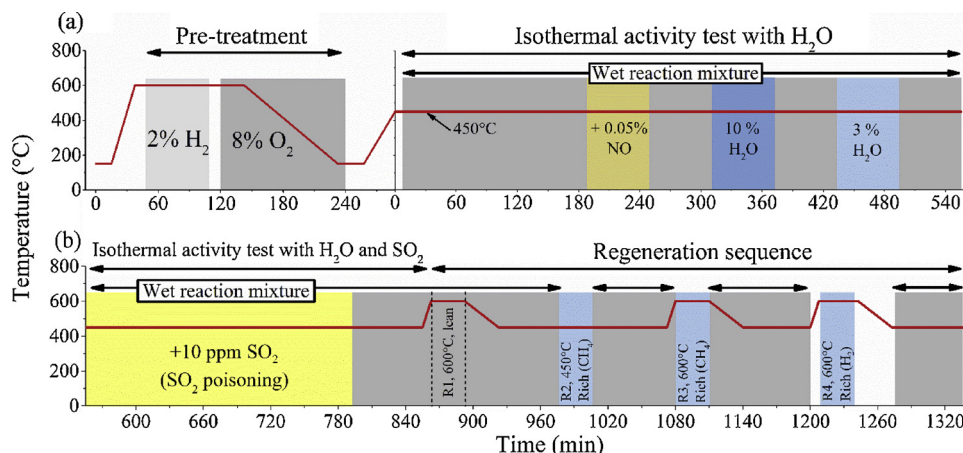 (a)
Pre-treatment
Isothermal activity test with H₂O
Wet reaction mixture
800
600
400
200
0
2% H₂
8% O₂
450°C
+ 0.05%
NO
10 %
H₂O
3 %
H₂O
0 60 120 180 240 0 60 120 180 240 300 360 420 480 540
Temperature (°C)
(b)
Isothermal activity test with H₂O and SO₂
Regeneration sequence
Wet reaction mixture
800
600
400
200
0
+10 ppm SO₂
(SO₂ poisoning)
R1, 600°C, lean
R2, 450°C
Rich (CH₄)
R3, 600°C
Rich (CH₄)
R4, 600°C
Rich (H₂)
600 660 720 780 840 900 960 1020 1080 1140 1200 1260 1320
Time (min)